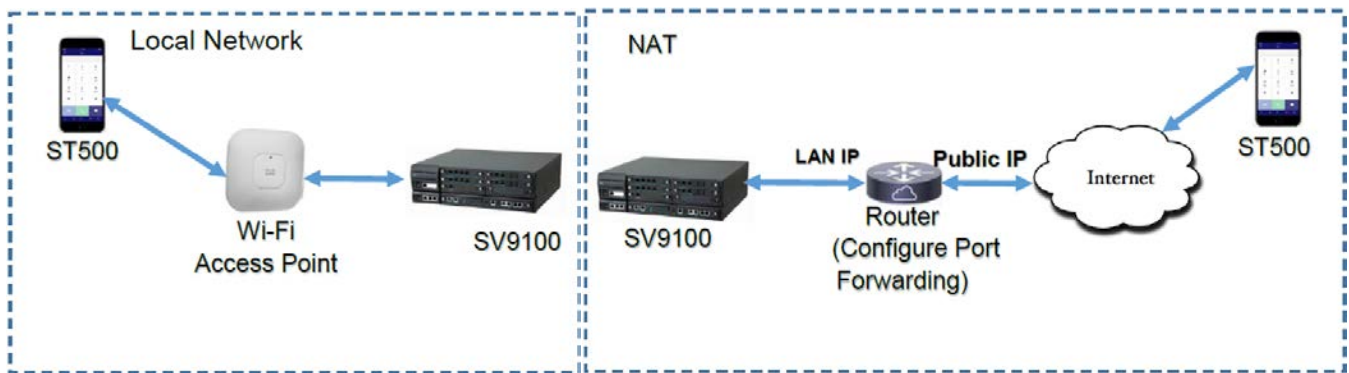 Local Network
ST500
Wi-Fi
Access Point
SV9100
NAT
SV9100
LAN IP
Router
(Configure Port
Forwarding)
Public IP
Internet
ST500